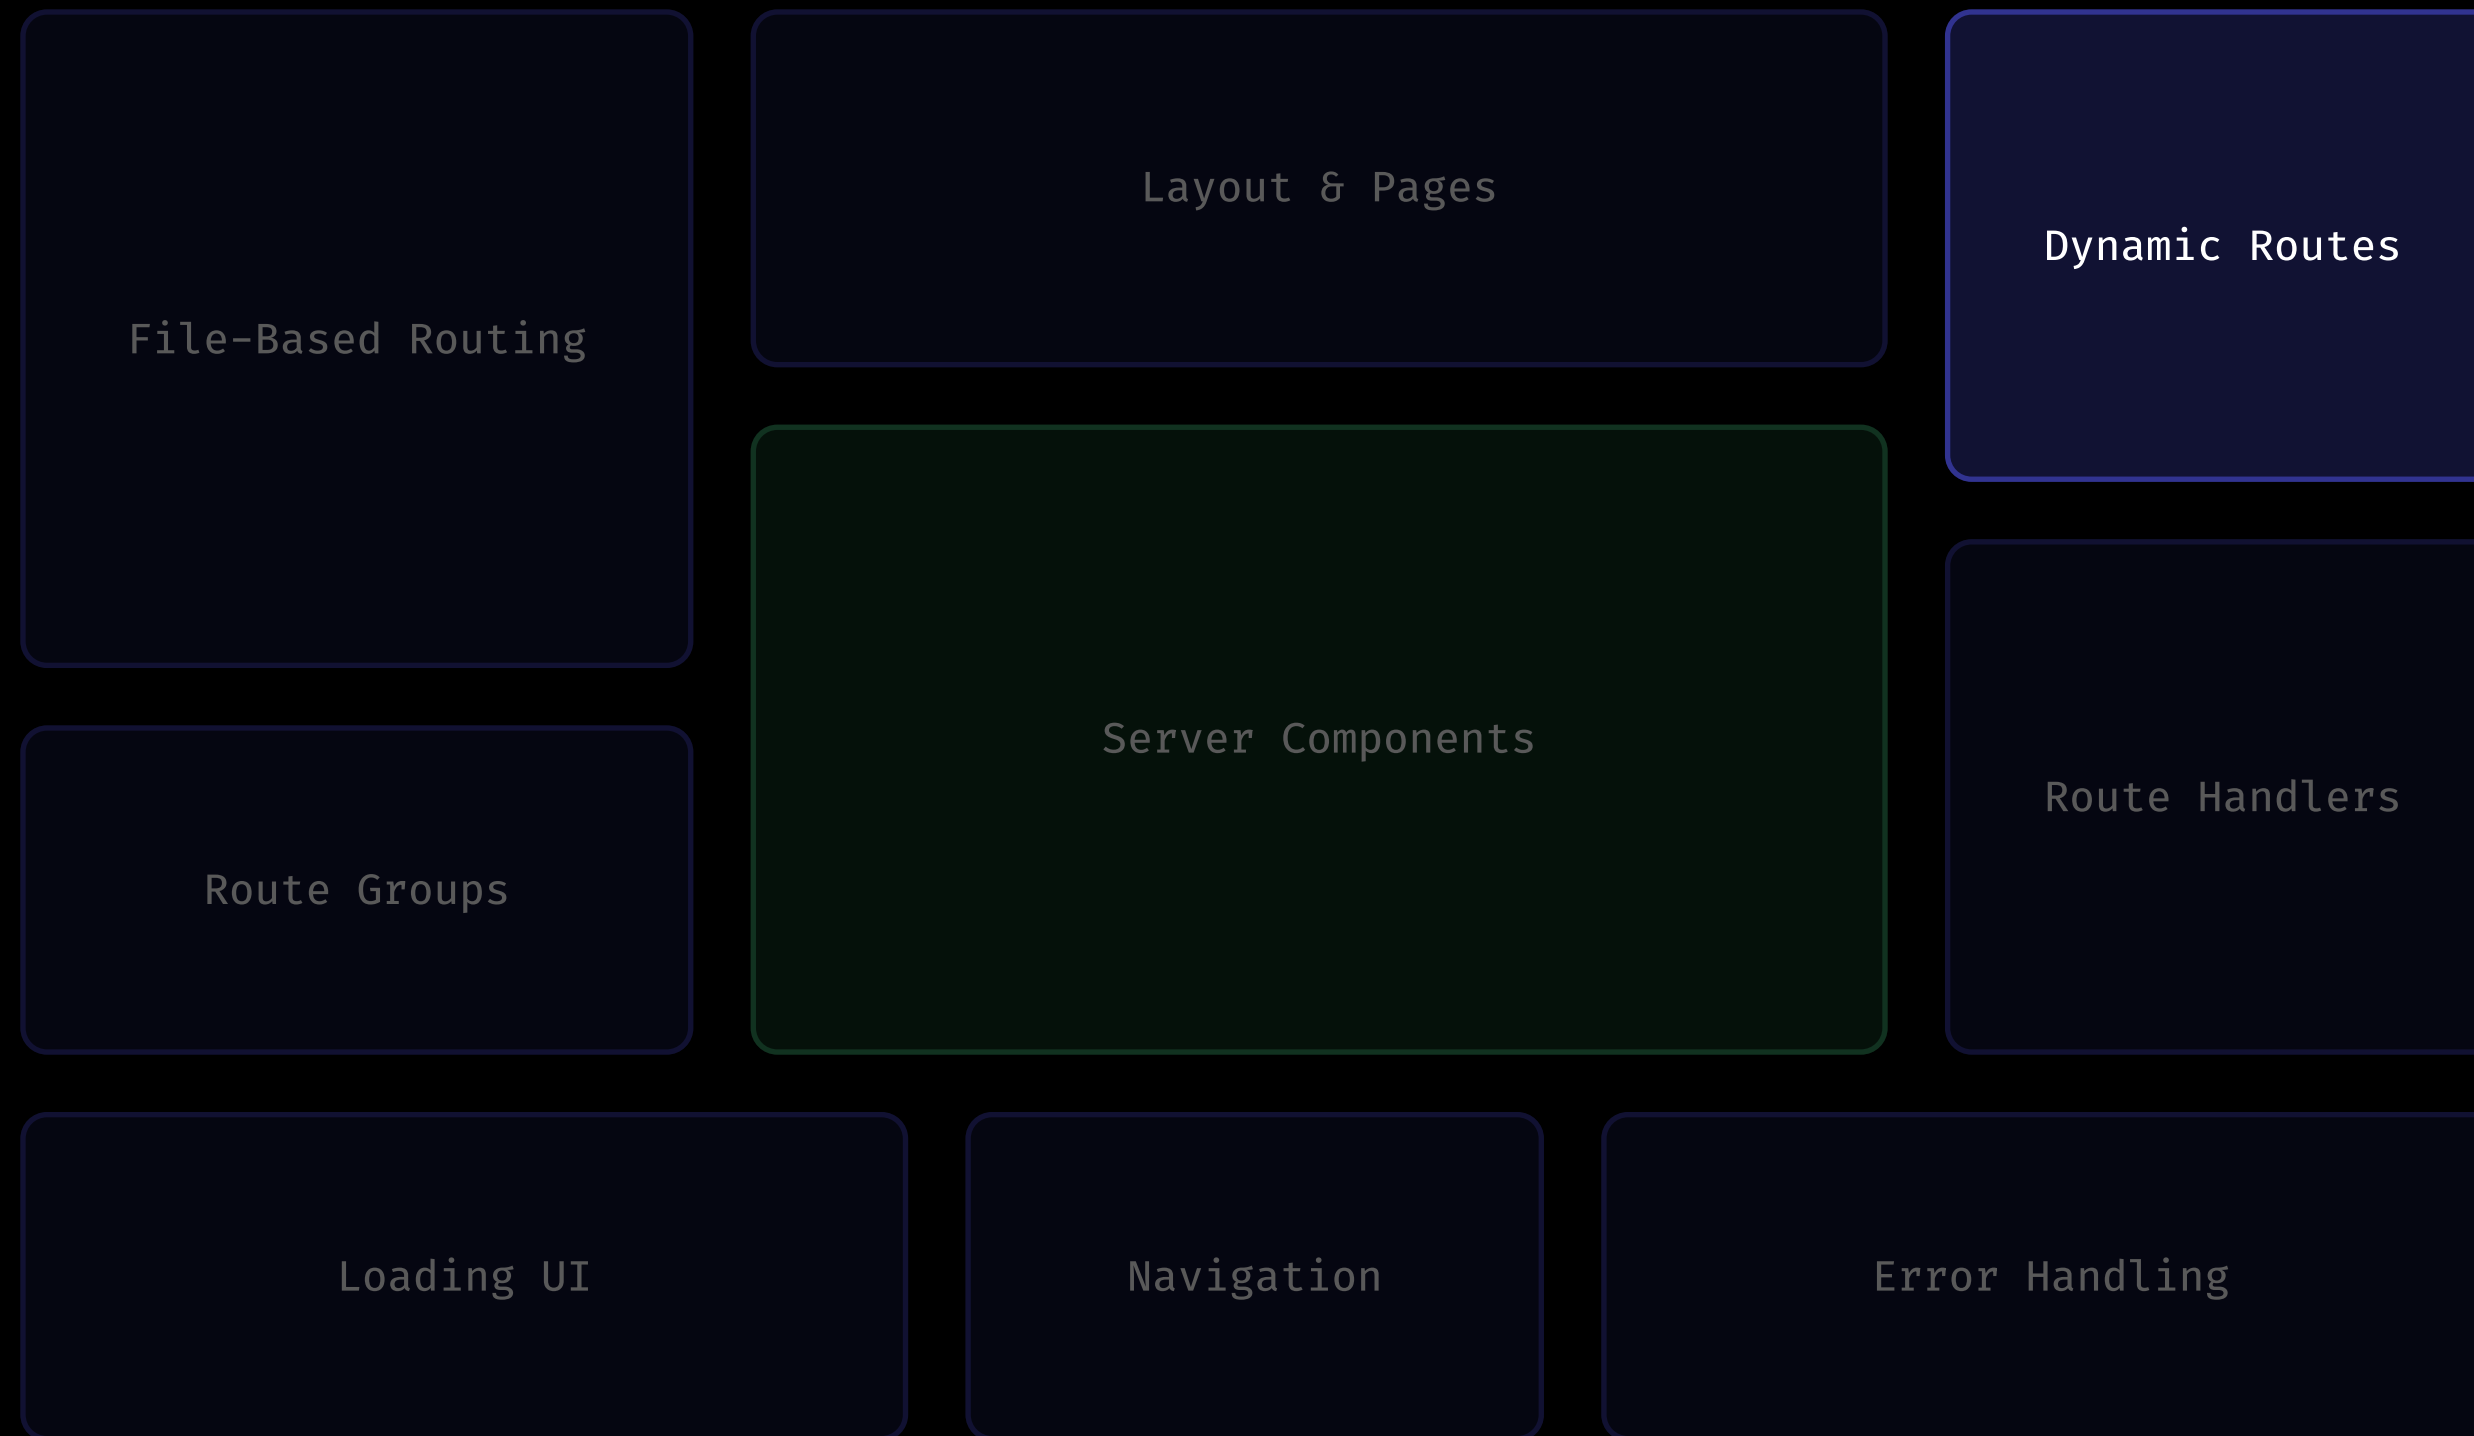 File-Based Routing
Layout & Pages
Dynamic Routes
Server Components
Route Groups
Route Handlers
Loading UI
Navigation
Error Handling